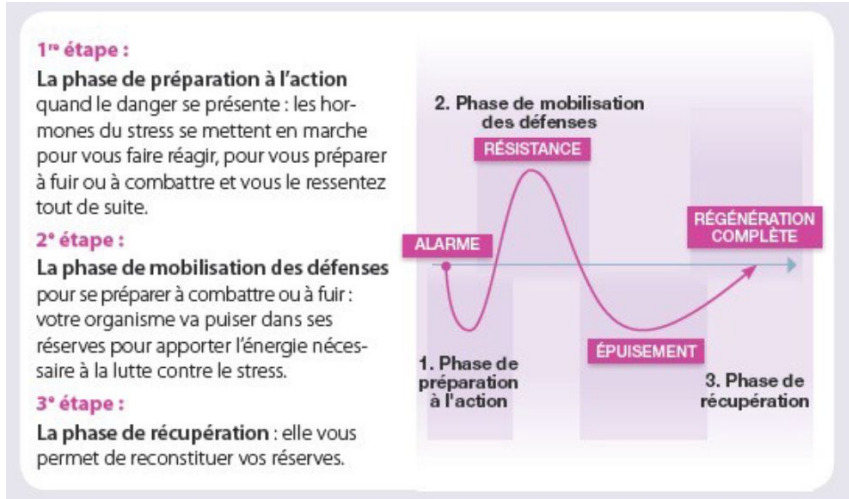 1re étape :
La phase de préparation à l'action
quand le danger se présente : les hor-
mones du stress se mettent en marche
pour vous faire réagir, pour vous préparer
à fuir ou à combattre et vous le ressentez
tout de suite.
2e étape :
La phase de mobilisation des défenses
pour se préparer à combattre ou à fuir :
votre organisme va puiser dans ses
réserves pour apporter l'énergie néces-
saire à la lutte contre le stress.
3e étape :
La phase de récupération : elle vous
permet de reconstituer vos réserves.
2. Phase de mobilisation
des défenses
RÉSISTANCE
ALARME
RÉGÉNÉRATION
COMPLÈTE
ÉPUISEMENT
1. Phase de
préparation
à l'action
3. Phase de
récupération